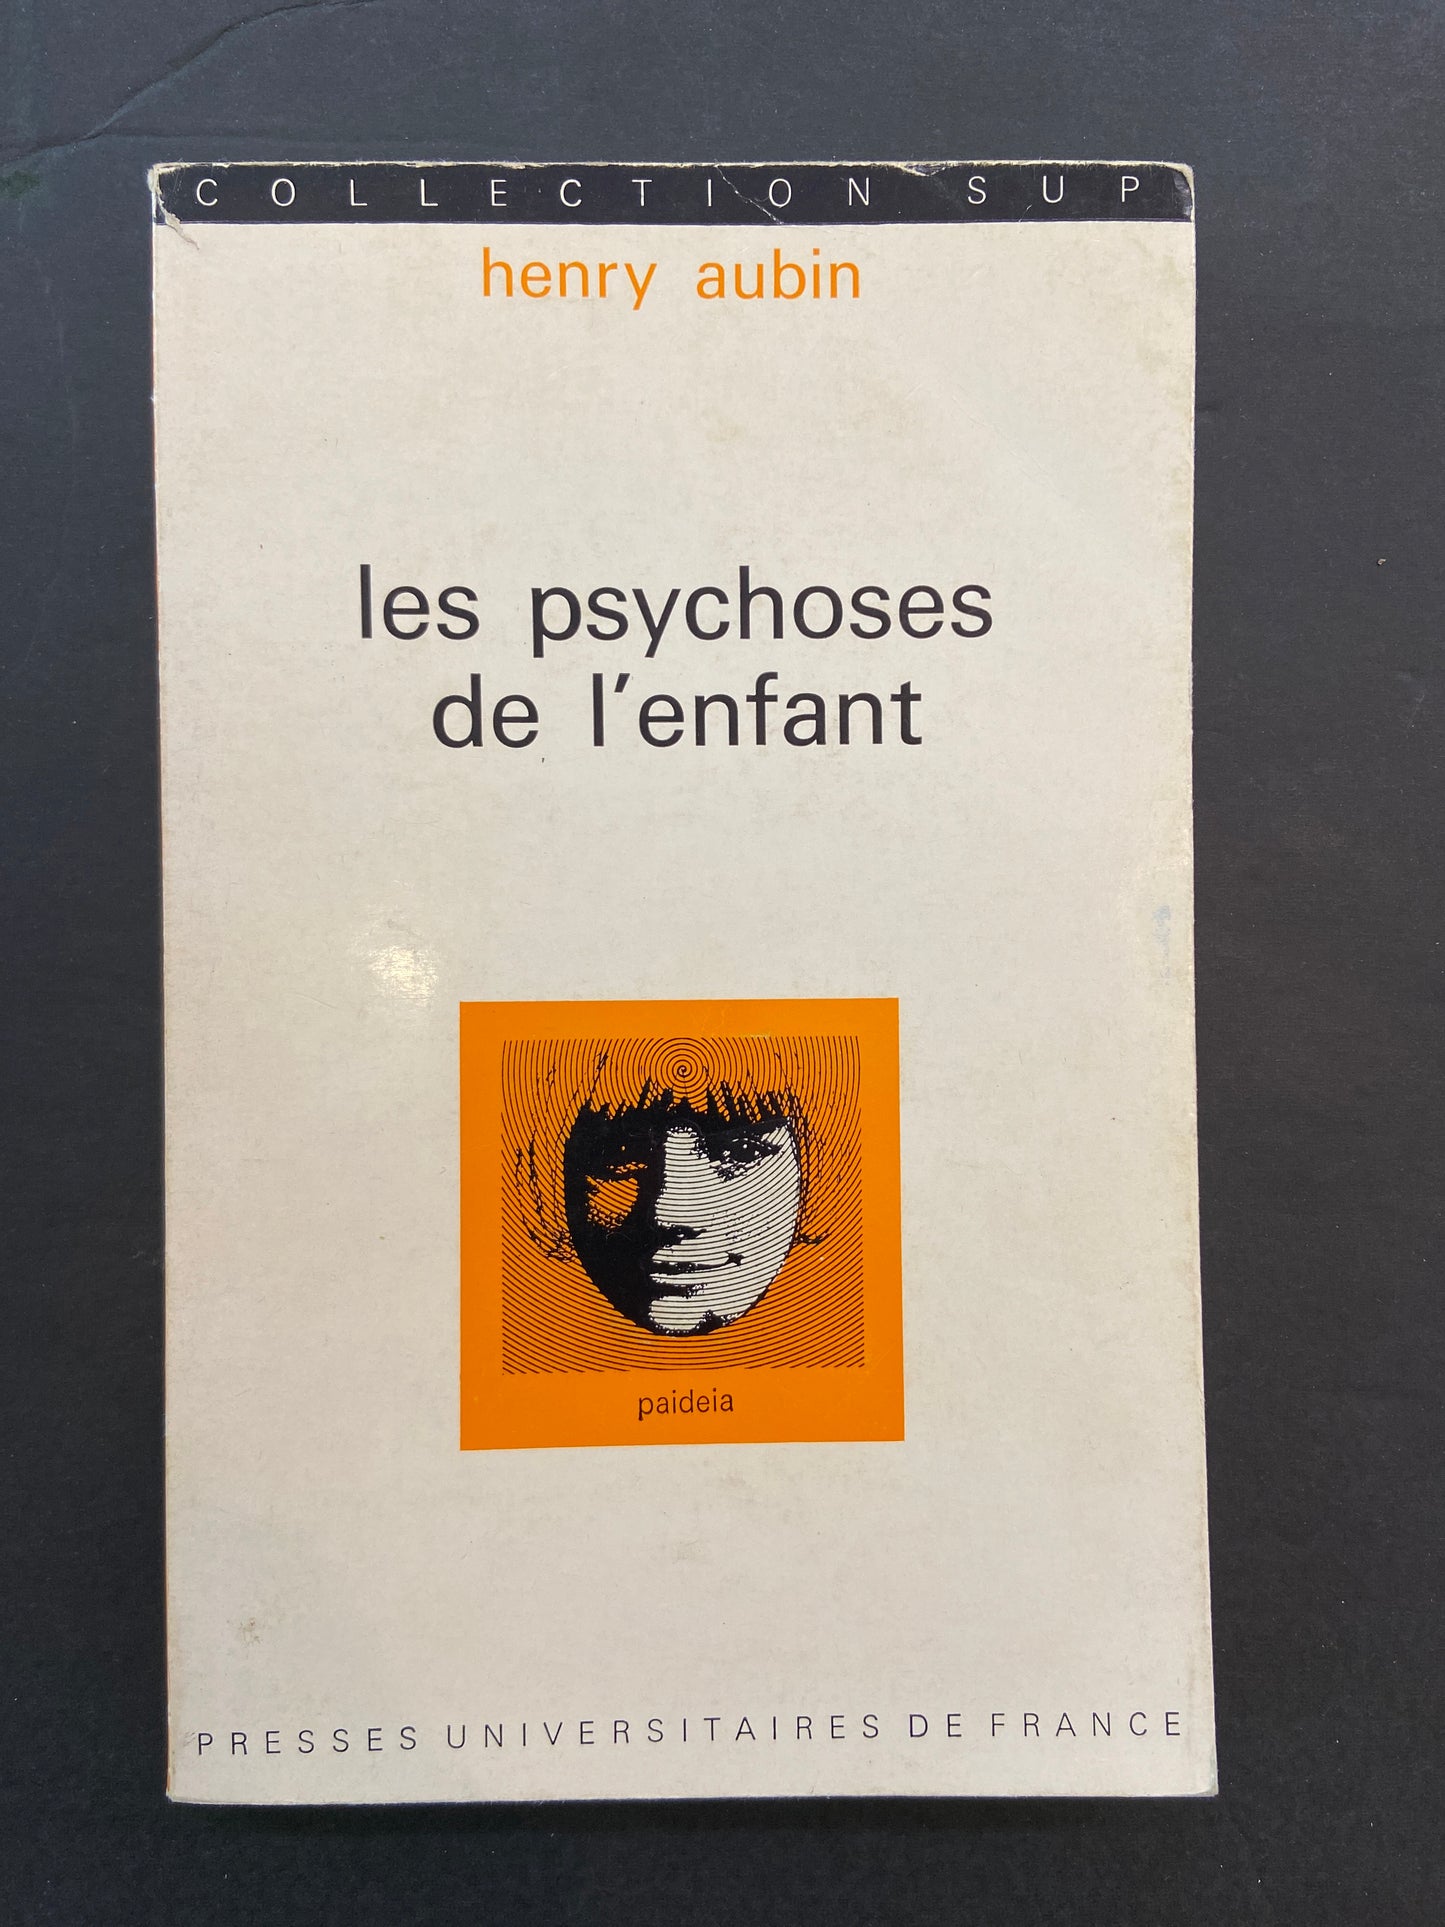 COLLECTION SUP
henry aubin
les psychoses
de l'enfant
paideia
PRESSES UNIVERSITAIRES DE FRANCE